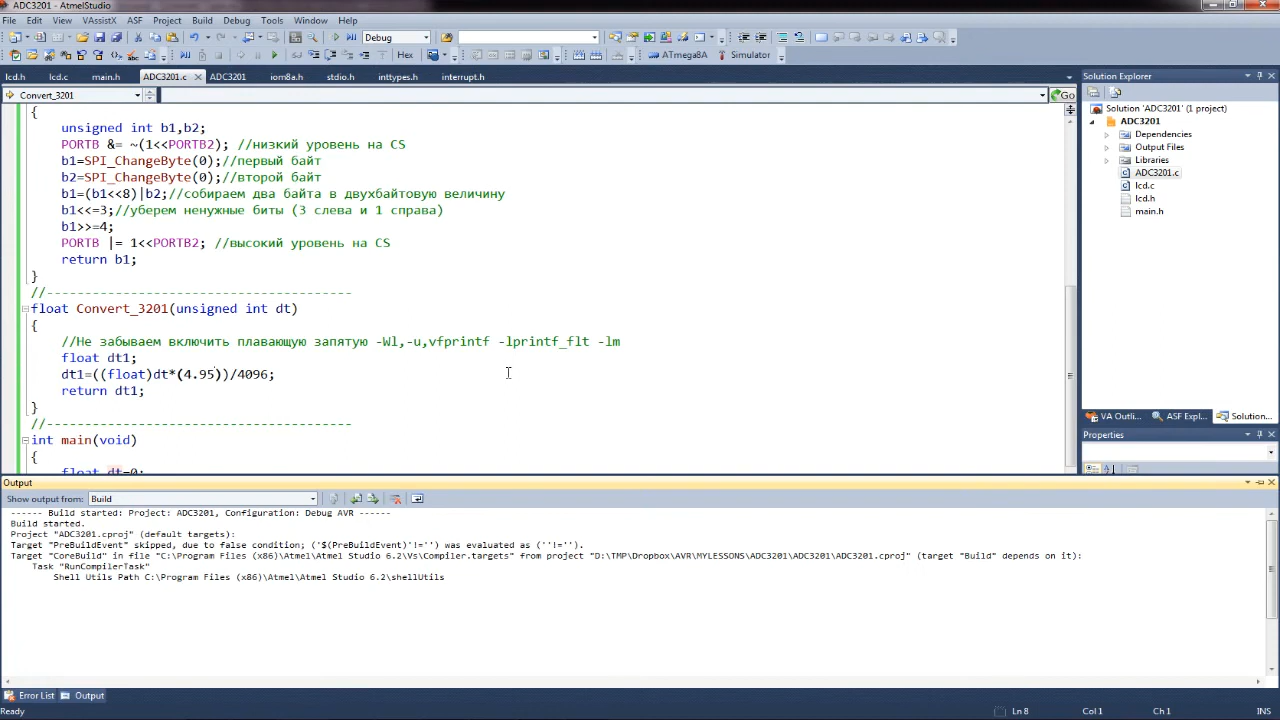 ADC3201 - AtmelStudio
File Edit View VAssistX ASF Project Build Debug Tools Window Help
Debug
Hex ATmega8A Simulator
lcd.h lcd.c main.h ADC3201.c ADC3201 iom8a.h stdio.h inttypes.h interrupt.h
Convert_3201 Go
{
unsigned int b1,b2;
PORTB &= ~(1<<PORTB2); //низкий уровень на CS
b1=SPI_ChangeByte(0);//первый байт
b2=SPI_ChangeByte(0);//второй байт
b1=(b1<<8)|b2;//собираем два байта в двухбайтовую величину
b1<<=3;//уберем ненужные биты (3 слева и 1 справа)
b1>>=4;
PORTB |= 1<<PORTB2; //высокий уровень на CS
return b1;
}
//----------------------------------------
float Convert_3201(unsigned int dt)
{
//Не забываем включить плавающую запятую -Wl,-u,vfprintf -lprintf_flt -lm
float dt1;
dt1=((float)dt*(4.95))/4096;
return dt1;
}
//----------------------------------------
int main(void)
{
float dt=0;
Solution Explorer
Solution 'ADC3201' (1 project)
ADC3201
Dependencies
Output Files
Libraries
ADC3201.c
lcd.c
lcd.h
main.h
VA Outli... ASF Expl... Solution...
Properties
Output
Show output from: Build
------ Build started: Project: ADC3201, Configuration: Debug AVR ------
Build started.
Project "ADC3201.cproj" (default targets):
Target "PreBuildEvent" skipped, due to false condition; ('$(PreBuildEvent)'!='') was evaluated as (''!='').
Target "CoreBuild" in file "C:\Program Files (x86)\Atmel\Atmel Studio 6.2\Vs\Compiler.targets" from project "D:\TMP\Dropbox\AVR\MYLESSONS\ADC3201\ADC3201\ADC3201.cproj" (target "Build" depends on it):
Task "RunCompilerTask"
Shell Utils Path C:\Program Files (x86)\Atmel\Atmel Studio 6.2\shellUtils
Error List Output
Ready Ln 8 Col 1 Ch 1 INS